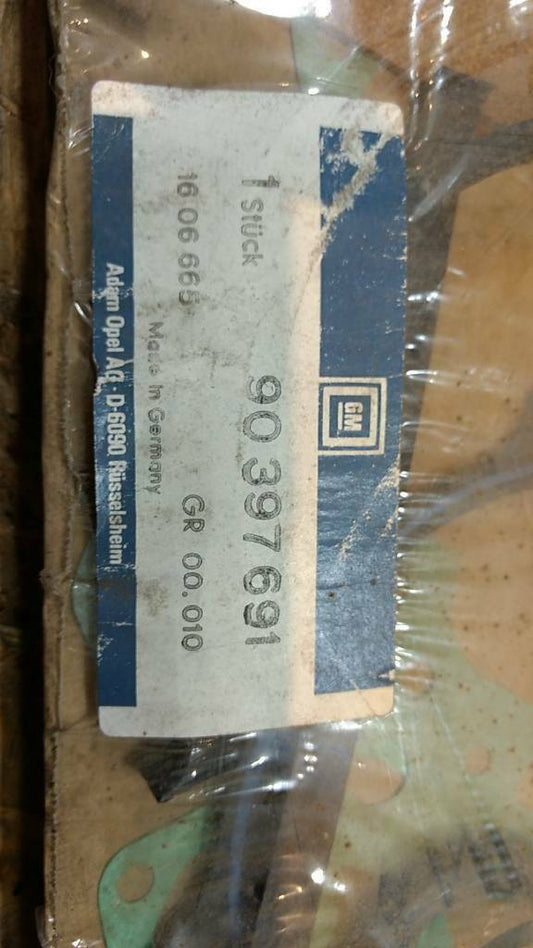 GM
1 Stück
90 397 691
16 06 665
GR 00.010
Made in Germany
Adam Opel AG · D-6090 Rüsselsheim